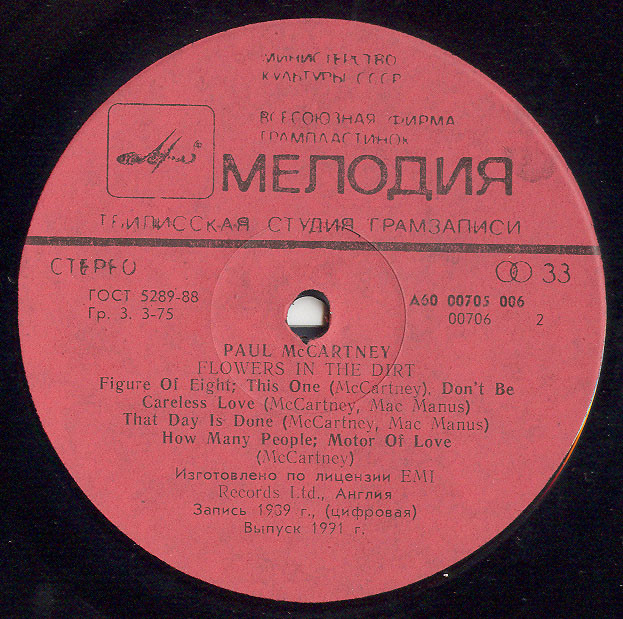 МИНИСТЕРСТВО
КУЛЬТУРЫ СССР
ВСЕСОЮЗНАЯ ФИРМА
ГРАМПЛАСТИНОК
МЕЛОДИЯ
ТБИЛИССКАЯ СТУДИЯ ГРАМЗАПИСИ
СТЕРЕО 33
ГОСТ 5289-88 А60 00705 006
Гр. 3. 3-75 00706 2
PAUL McCARTNEY
FLOWERS IN THE DIRT
Figure Of Eight; This One (McCartney). Don't Be
Careless Love (McCartney, Mac Manus)
That Day Is Done (McCartney, Mac Manus)
How Many People; Motor Of Love
(McCartney)
Изготовлено по лицензии EMI
Records Ltd., Англия
Запись 1989 г., (цифровая)
Выпуск 1991 г.